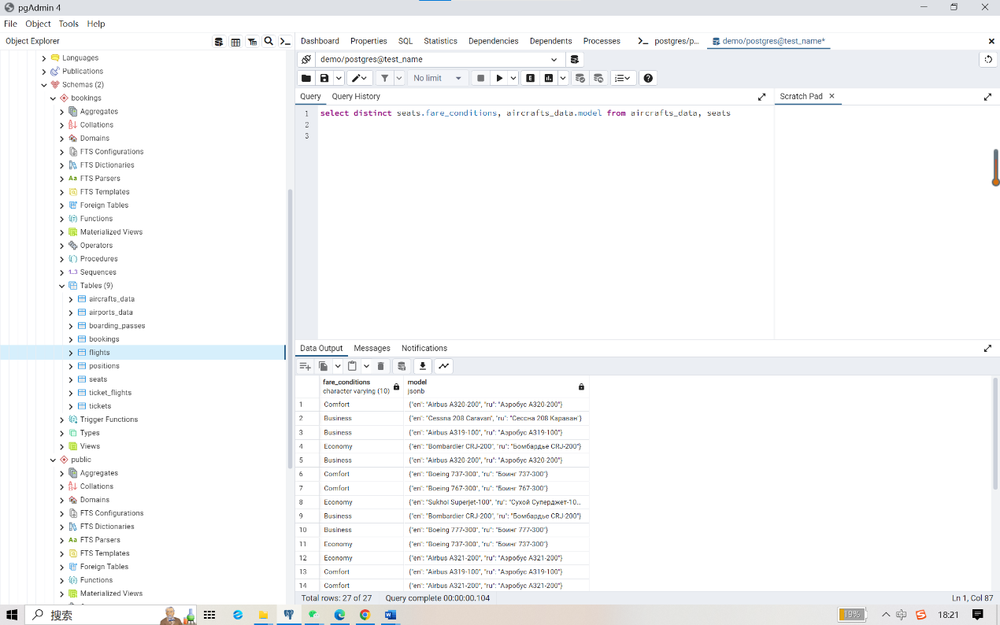 pgAdmin 4
File Object Tools Help
Object Explorer
Dashboard Properties SQL Statistics Dependencies Dependents Processes postgres/p... demo/postgres@test_name*
demo/postgres@test_name
No limit
Query Query History
Scratch Pad
1 select distinct seats.fare_conditions, aircrafts_data.model from aircrafts_data, seats
2
3
Languages
Publications
Schemas (2)
bookings
Aggregates
Collations
Domains
FTS Configurations
FTS Dictionaries
Aa FTS Parsers
FTS Templates
Foreign Tables
Functions
Materialized Views
Operators
Procedures
1..3 Sequences
Tables (9)
aircrafts_data
airports_data
boarding_passes
bookings
flights
positions
seats
ticket_flights
tickets
Trigger Functions
Types
Views
public
Aggregates
Collations
Domains
FTS Configurations
FTS Dictionaries
Aa FTS Parsers
FTS Templates
Foreign Tables
Functions
Materialized Views
Data Output Messages Notifications
fare_conditions model
character varying (10) jsonb
1 Comfort {"en": "Airbus A320-200", "ru": "Аэробус A320-200"}
2 Business {"en": "Cessna 208 Caravan", "ru": "Сессна 208 Караван"}
3 Business {"en": "Airbus A319-100", "ru": "Аэробус A319-100"}
4 Economy {"en": "Bombardier CRJ-200", "ru": "Бомбардье CRJ-200"}
5 Business {"en": "Airbus A320-200", "ru": "Аэробус A320-200"}
6 Comfort {"en": "Boeing 737-300", "ru": "Боинг 737-300"}
7 Comfort {"en": "Boeing 767-300", "ru": "Боинг 767-300"}
8 Economy {"en": "Sukhoi Superjet-100", "ru": "Сухой Суперджет-10...
9 Business {"en": "Bombardier CRJ-200", "ru": "Бомбардье CRJ-200"}
10 Business {"en": "Boeing 777-300", "ru": "Боинг 777-300"}
11 Economy {"en": "Boeing 737-300", "ru": "Боинг 737-300"}
12 Economy {"en": "Airbus A321-200", "ru": "Аэробус A321-200"}
13 Comfort {"en": "Airbus A319-100", "ru": "Аэробус A319-100"}
14 Comfort {"en": "Airbus A321-200", "ru": "Аэробус A321-200"}
Total rows: 27 of 27 Query complete 00:00:00.104 Ln 1, Col 87
搜索 19% 中 18:21